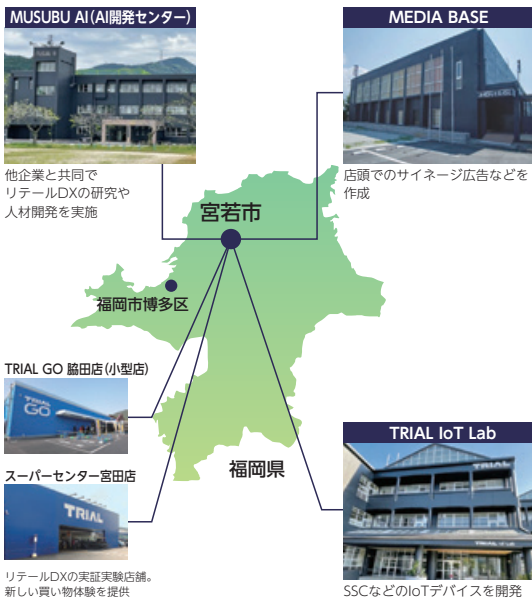 MUSUBU AI(AI開発センター)
他企業と共同で
リテールDXの研究や
人材開発を実施
MEDIA BASE
店頭でのサイネージ広告などを
作成
宮若市
福岡市博多区
福岡県
TRIAL GO 脇田店(小型店)
TRIAL
GO
スーパーセンター宮田店
TRIAL
リテールDXの実証実験店舗。
新しい買い物体験を提供
TRIAL IoT Lab
TRIAL
SSCなどのIoTデバイスを開発